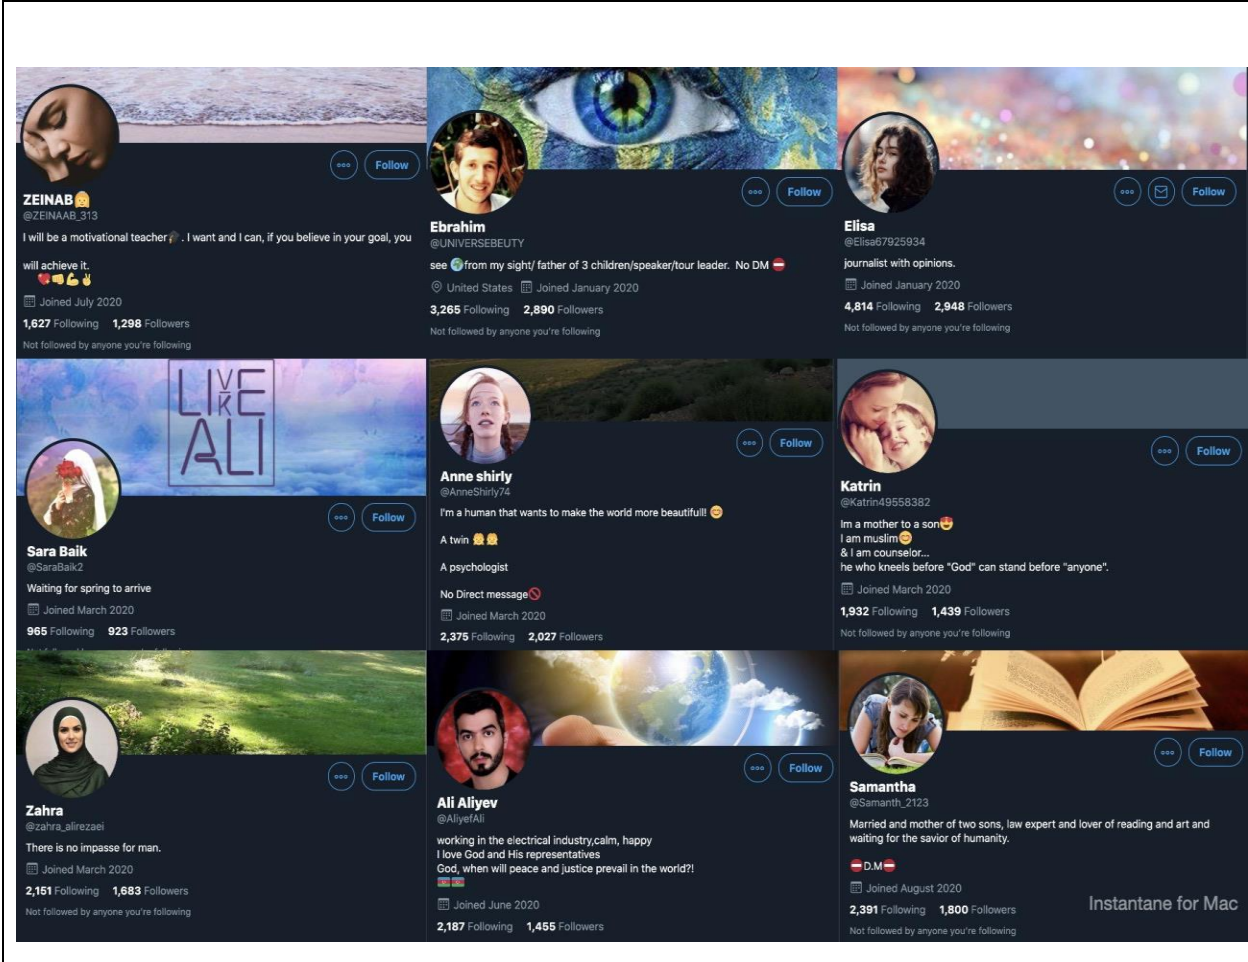 ZEINAB👩
@ZEINAAB_313
I will be a motivational teacher🎓. I want and I can, if you believe in your goal, you
will achieve it.
💘👊💪✌
Joined July 2020
1,627 Following 1,298 Followers
Not followed by anyone you're following
Follow
Ebrahim
@UNIVERSEBEUTY
see 🌍from my sight/ father of 3 children/speaker/tour leader. No DM ⛔
United States Joined January 2020
3,265 Following 2,890 Followers
Not followed by anyone you're following
Follow
Elisa
@Elisa67925934
journalist with opinions.
Joined January 2020
4,814 Following 2,948 Followers
Not followed by anyone you're following
Follow
LIVE
LIKE
ALI
Follow
Sara Baik
@SaraBaik2
Waiting for spring to arrive
Joined March 2020
965 Following 923 Followers
Follow
Anne shirly
@AnneShirly74
I'm a human that wants to make the world more beautiful! 😊
A twin 👧👧
A psychologist
No Direct message🚫
Joined March 2020
2,375 Following 2,027 Followers
Follow
Katrin
@Katrin49558382
Im a mother to a son😍
I am muslim😊
& I am counselor...
he who kneels before "God" can stand before "anyone".
Joined March 2020
1,932 Following 1,439 Followers
Not followed by anyone you're following
Follow
Zahra
@zahra_alirezaei
There is no impasse for man.
Joined March 2020
2,151 Following 1,683 Followers
Not followed by anyone you're following
Follow
Ali Aliyev
@AliyefAli
working in the electrical industry,calm, happy
I love God and His representatives
God, when will peace and justice prevail in the world?!
🇦🇿🇦🇿
Joined June 2020
2,187 Following 1,455 Followers
Follow
Samantha
@Samanth_2123
Married and mother of two sons, law expert and lover of reading and art and
waiting for the savior of humanity.
⛔D.M⛔
Joined August 2020
2,391 Following 1,800 Followers
Not followed by anyone you're following
Instantane for Mac